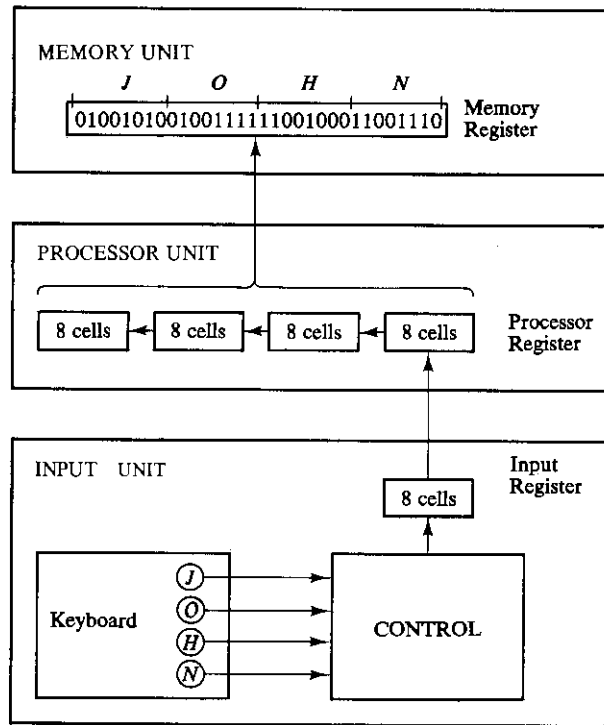 MEMORY UNIT
J O H N
01001010010011111100100011001110
Memory
Register
PROCESSOR UNIT
8 cells 8 cells 8 cells 8 cells
Processor
Register
INPUT UNIT
Input
Register
8 cells
Keyboard
J
O
H
N
CONTROL